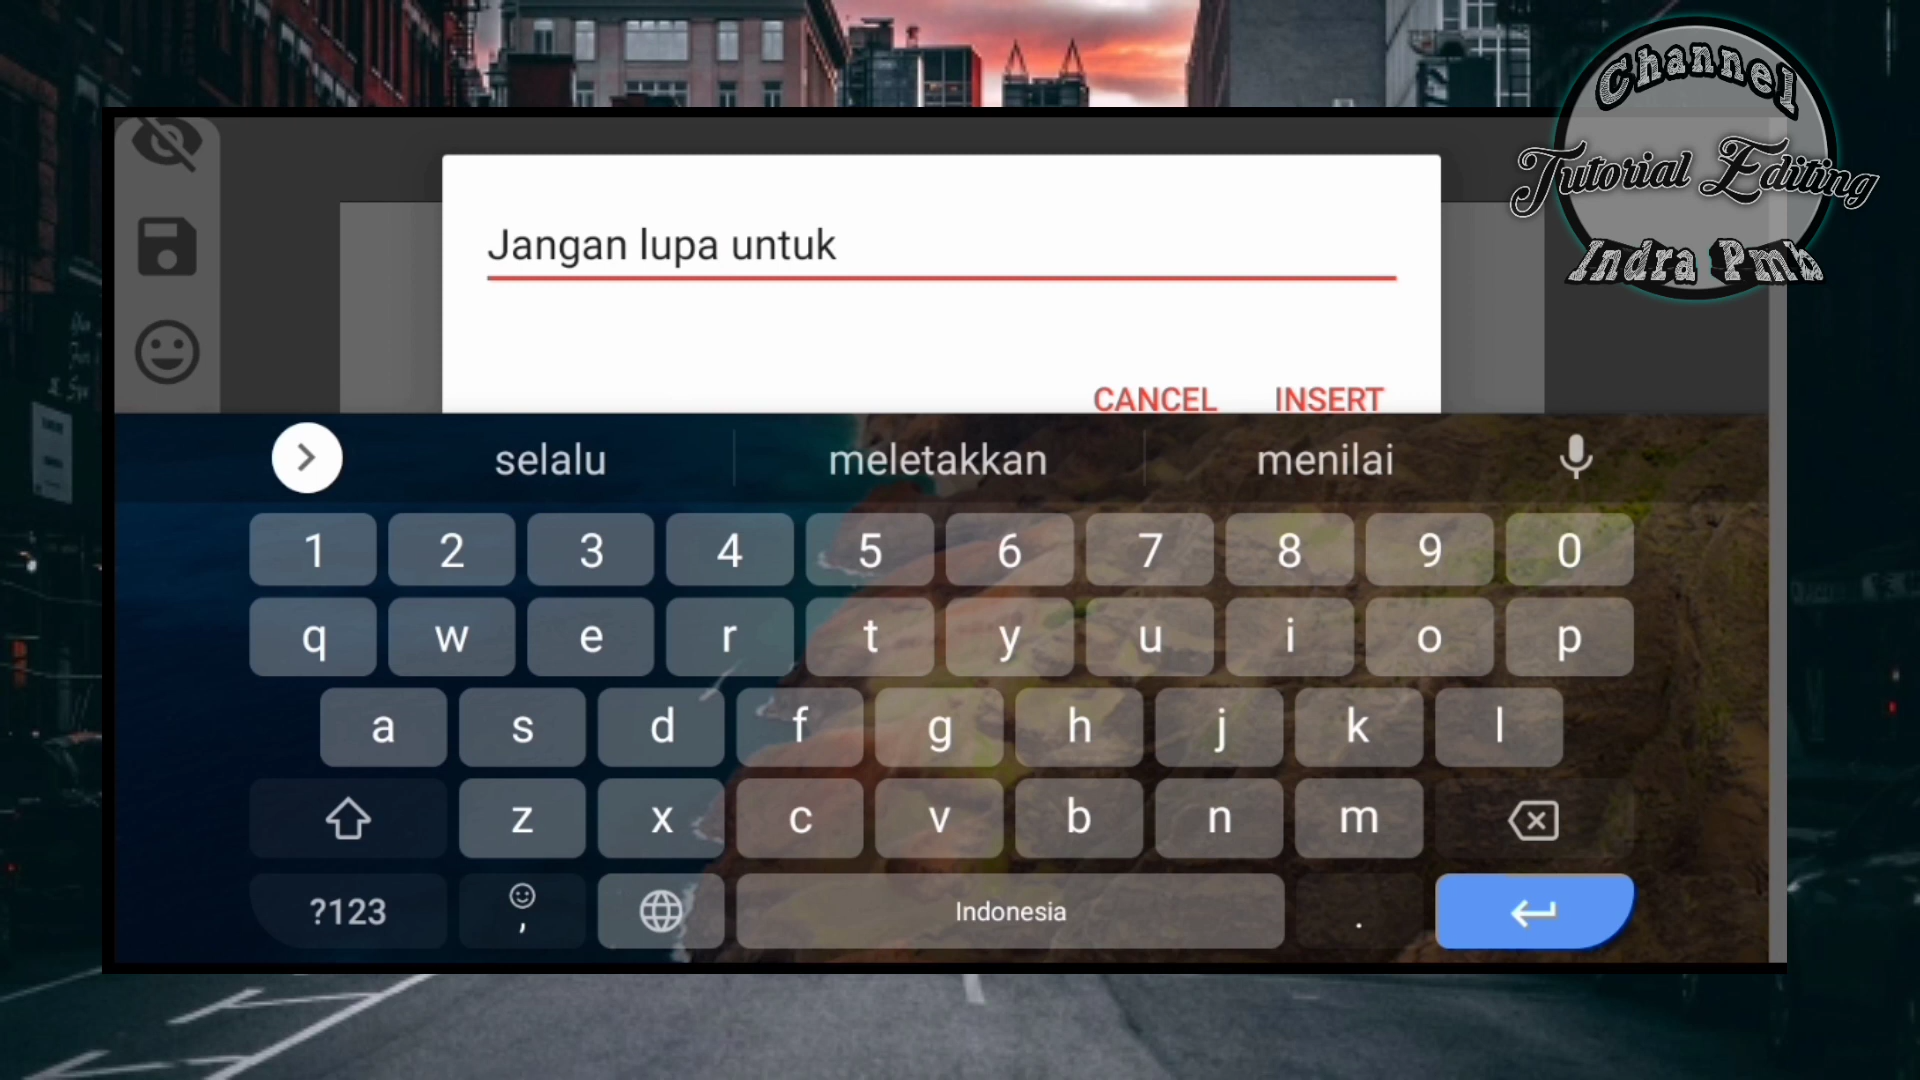 Channel
Tutorial Editing
Indra Pmb
Jangan lupa untuk
CANCEL INSERT
selalu meletakkan menilai
1 2 3 4 5 6 7 8 9 0
q w e r t y u i o p
a s d f g h j k l
z x c v b n m
?123 , Indonesia .